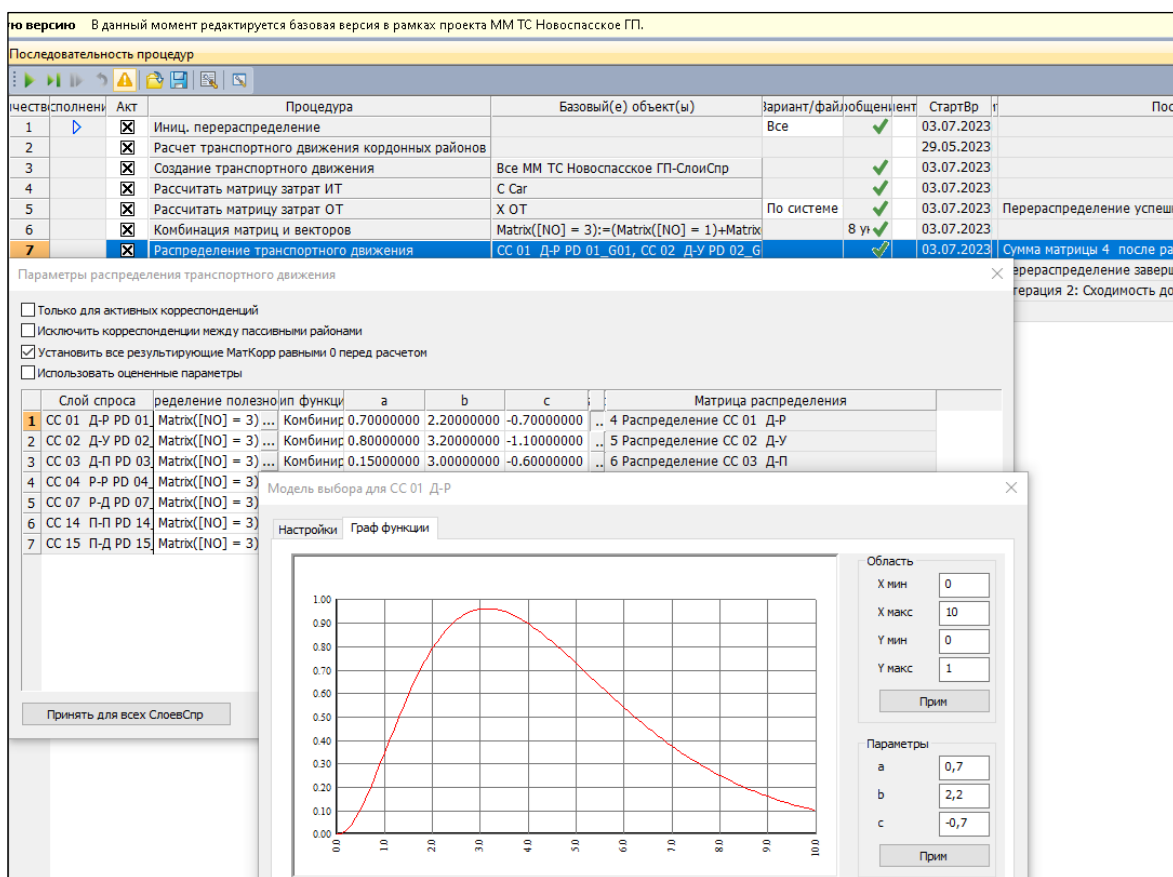 ю версию В данный момент редактируется базовая версия в рамках проекта ММ ТС Новоспасское ГП.
Последовательность процедур
ичеств сполнени Акт Процедура Базовый(е) объект(ы) Зариант/файл общени ент СтартВр Пос
1 Иниц. перераспределение Все 03.07.2023
2 Расчет транспортного движения кордонных районов 29.05.2023
3 Создание транспортного движения Все ММ ТС Новоспасское ГП-СлоиСпр 03.07.2023
4 Рассчитать матрицу затрат ИТ C Car 03.07.2023
5 Рассчитать матрицу затрат ОТ X ОТ По системе 03.07.2023 Перераспределение успеш
6 Комбинация матриц и векторов Matrix([NO] = 3):=(Matrix([NO] = 1)+Matrix 8 ун 03.07.2023
7 Распределение транспортного движения СС 01 Д-Р PD 01_G01, СС 02 Д-У PD 02_G 03.07.2023 Сумма матрицы 4 после ра
ерераспределение заверш
терация 2: Сходимость до
Параметры распределения транспортного движения
Только для активных корреспонденций
Исключить корреспонденции между пассивными районами
Установить все результирующие МатКорр равными 0 перед расчетом
Использовать оцененные параметры
Слой спроса ределение полезно ип функци a b c Матрица распределения
1 СС 01 Д-Р PD 01_ Matrix([NO] = 3) ... Комбинир 0.70000000 2.20000000 -0.70000000 .. 4 Распределение СС 01 Д-Р
2 СС 02 Д-У PD 02_ Matrix([NO] = 3) ... Комбинир 0.80000000 3.20000000 -1.10000000 .. 5 Распределение СС 02 Д-У
3 СС 03 Д-П PD 03_ Matrix([NO] = 3) ... Комбинир 0.15000000 3.00000000 -0.60000000 .. 6 Распределение СС 03 Д-П
4 СС 04 Р-Р PD 04_ Matrix([NO] = 3)
5 СС 07 Р-Д PD 07_ Matrix([NO] = 3)
6 СС 14 П-П PD 14_ Matrix([NO] = 3)
7 СС 15 П-Д PD 15_ Matrix([NO] = 3)
Принять для всех СлоевСпр
Модель выбора для СС 01 Д-Р
Настройки Граф функции
1.00
0.90
0.80
0.70
0.60
0.50
0.40
0.30
0.20
0.10
0.00
0.0 1.0 2.0 3.0 4.0 5.0 6.0 7.0 8.0 9.0 10.0
Область
X мин 0
X макс 10
Y мин 0
Y макс 1
Прим
Параметры
a 0,7
b 2,2
c -0,7
Прим